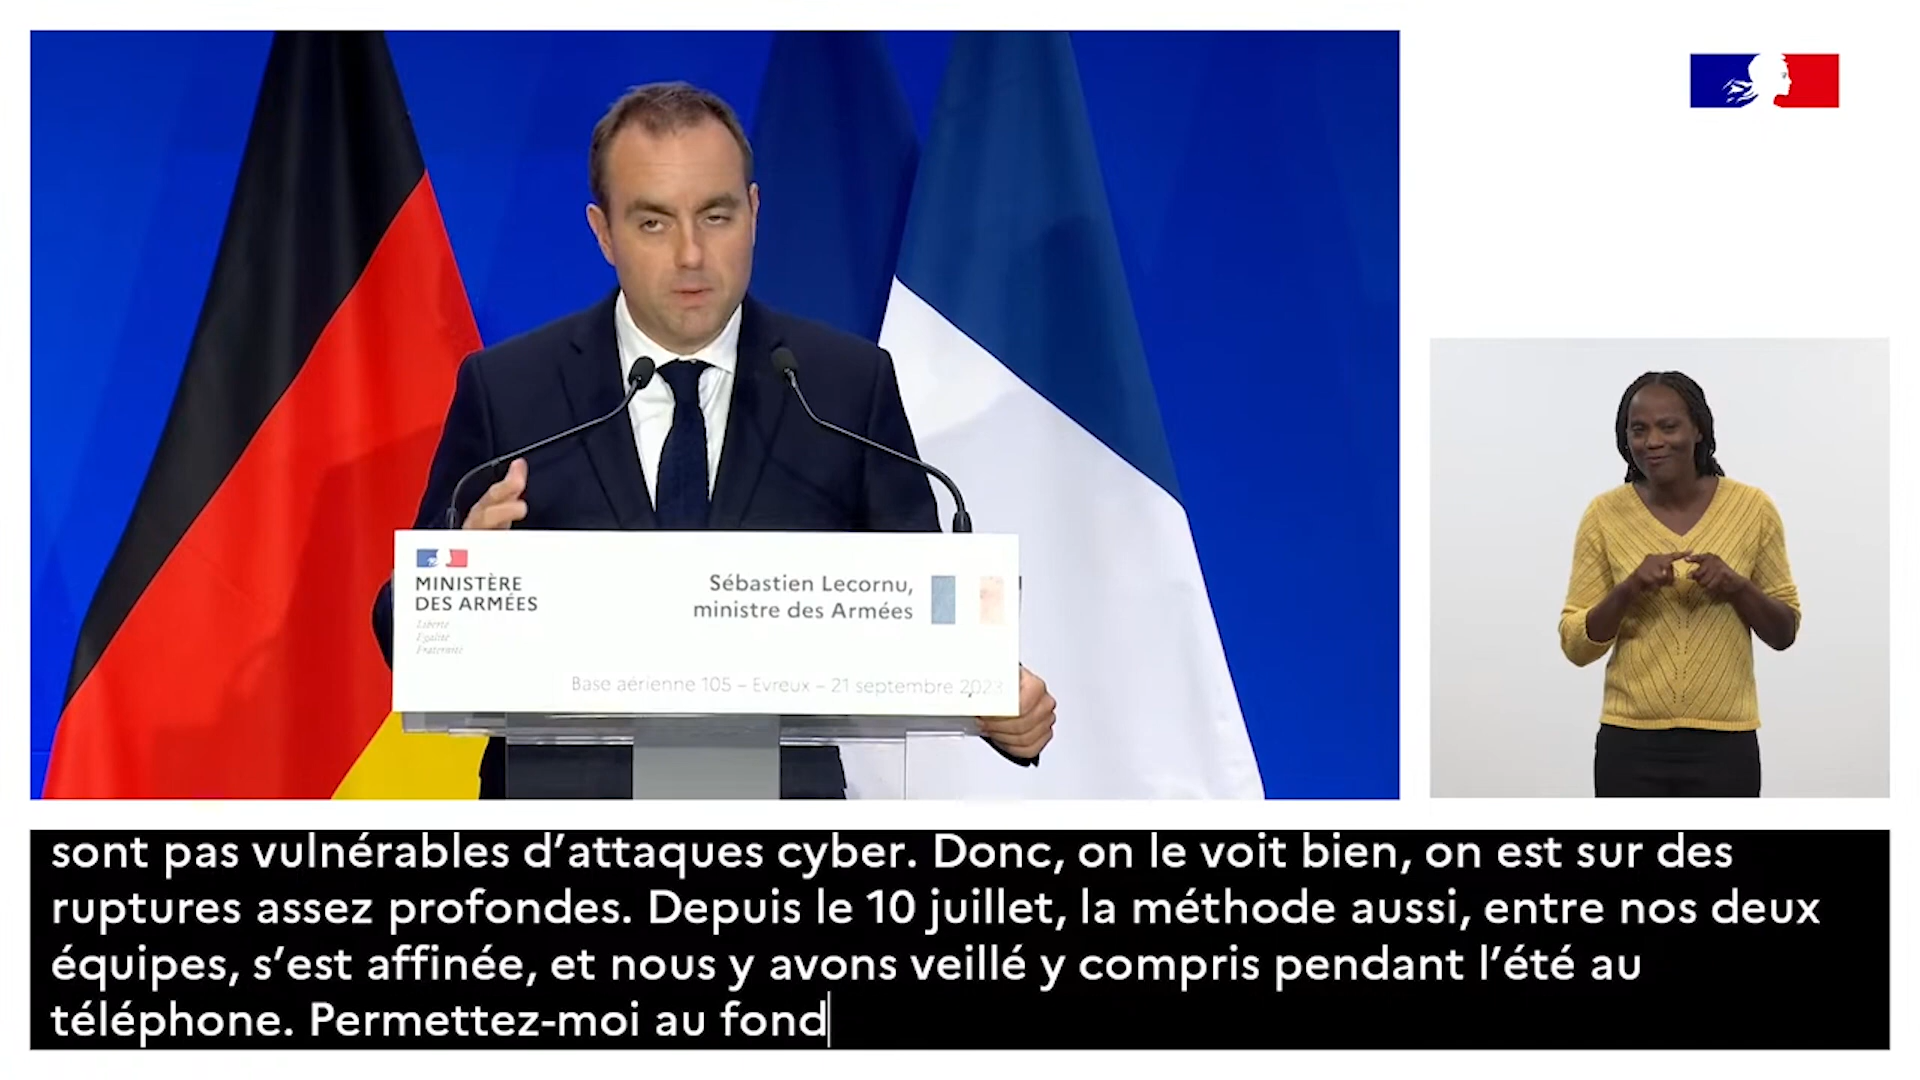 MINISTÈRE
DES ARMÉES
Liberté
Égalité
Fraternité
Sébastien Lecornu,
ministre des Armées
Base aérienne 105 – Evreux – 21 septembre 2023
sont pas vulnérables d’attaques cyber. Donc, on le voit bien, on est sur des
ruptures assez profondes. Depuis le 10 juillet, la méthode aussi, entre nos deux
équipes, s’est affinée, et nous y avons veillé y compris pendant l’été au
téléphone. Permettez-moi au fond